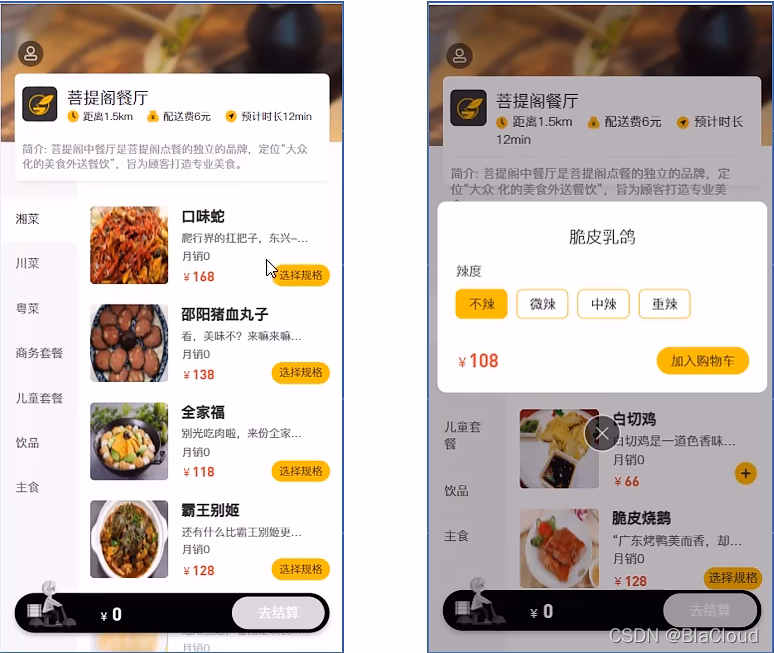 菩提阁餐厅
距离1.5km 配送费6元 预计时长12min
简介: 菩提阁中餐厅是菩提阁点餐的独立的品牌，定位“大众
化的美食外送餐饮”，旨为顾客打造专业美食。
湘菜
川菜
粤菜
商务套餐
儿童套餐
饮品
主食
口味蛇
爬行界的扛把子，东兴-...
月销0
¥168
选择规格
邵阳猪血丸子
看，美味不？来嘛来嘛...
月销0
¥138
选择规格
全家福
别光吃肉啦，来份全家...
月销0
¥118
选择规格
霸王别姬
还有什么比霸王别姬更...
月销0
¥128
选择规格
¥ 0
去结算
月销0
菩提阁餐厅
距离1.5km 配送费6元 预计时长
12min
简介: 菩提阁中餐厅是菩提阁点餐的独立的品牌，定
位“大众 化的美食外送餐饮”，旨为顾客打造专业美
脆皮乳鸽
辣度
不辣 微辣 中辣 重辣
¥108
加入购物车
儿童套
餐
饮品
主食
白切鸡
白切鸡是一道色香味...
月销0
¥66
脆皮烧鹅
“广东烤鸭美而香，却...
月销0
¥128
选择规格
¥ 0
去结算
CSDN @BlaCloud